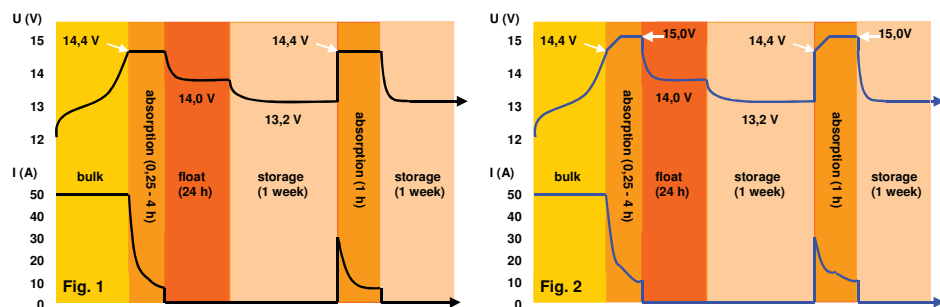 U (V)
15
14
13
12
I (A)
50
40
30
20
10
0
14,4 V
14,0 V
13,2 V
14,4 V
bulk
absorption (0,25 - 4 h)
float
(24 h)
storage
(1 week)
absorption (1 h)
storage
(1 week)
Fig. 1
U (V)
15
14
13
12
I (A)
50
40
30
20
10
0
14,4 V
15,0V
14,0 V
13,2 V
14,4 V
15,0V
bulk
absorption (0,25 - 4 h)
float
(24 h)
storage
(1 week)
absorption (1 h)
storage
(1 week)
Fig. 2